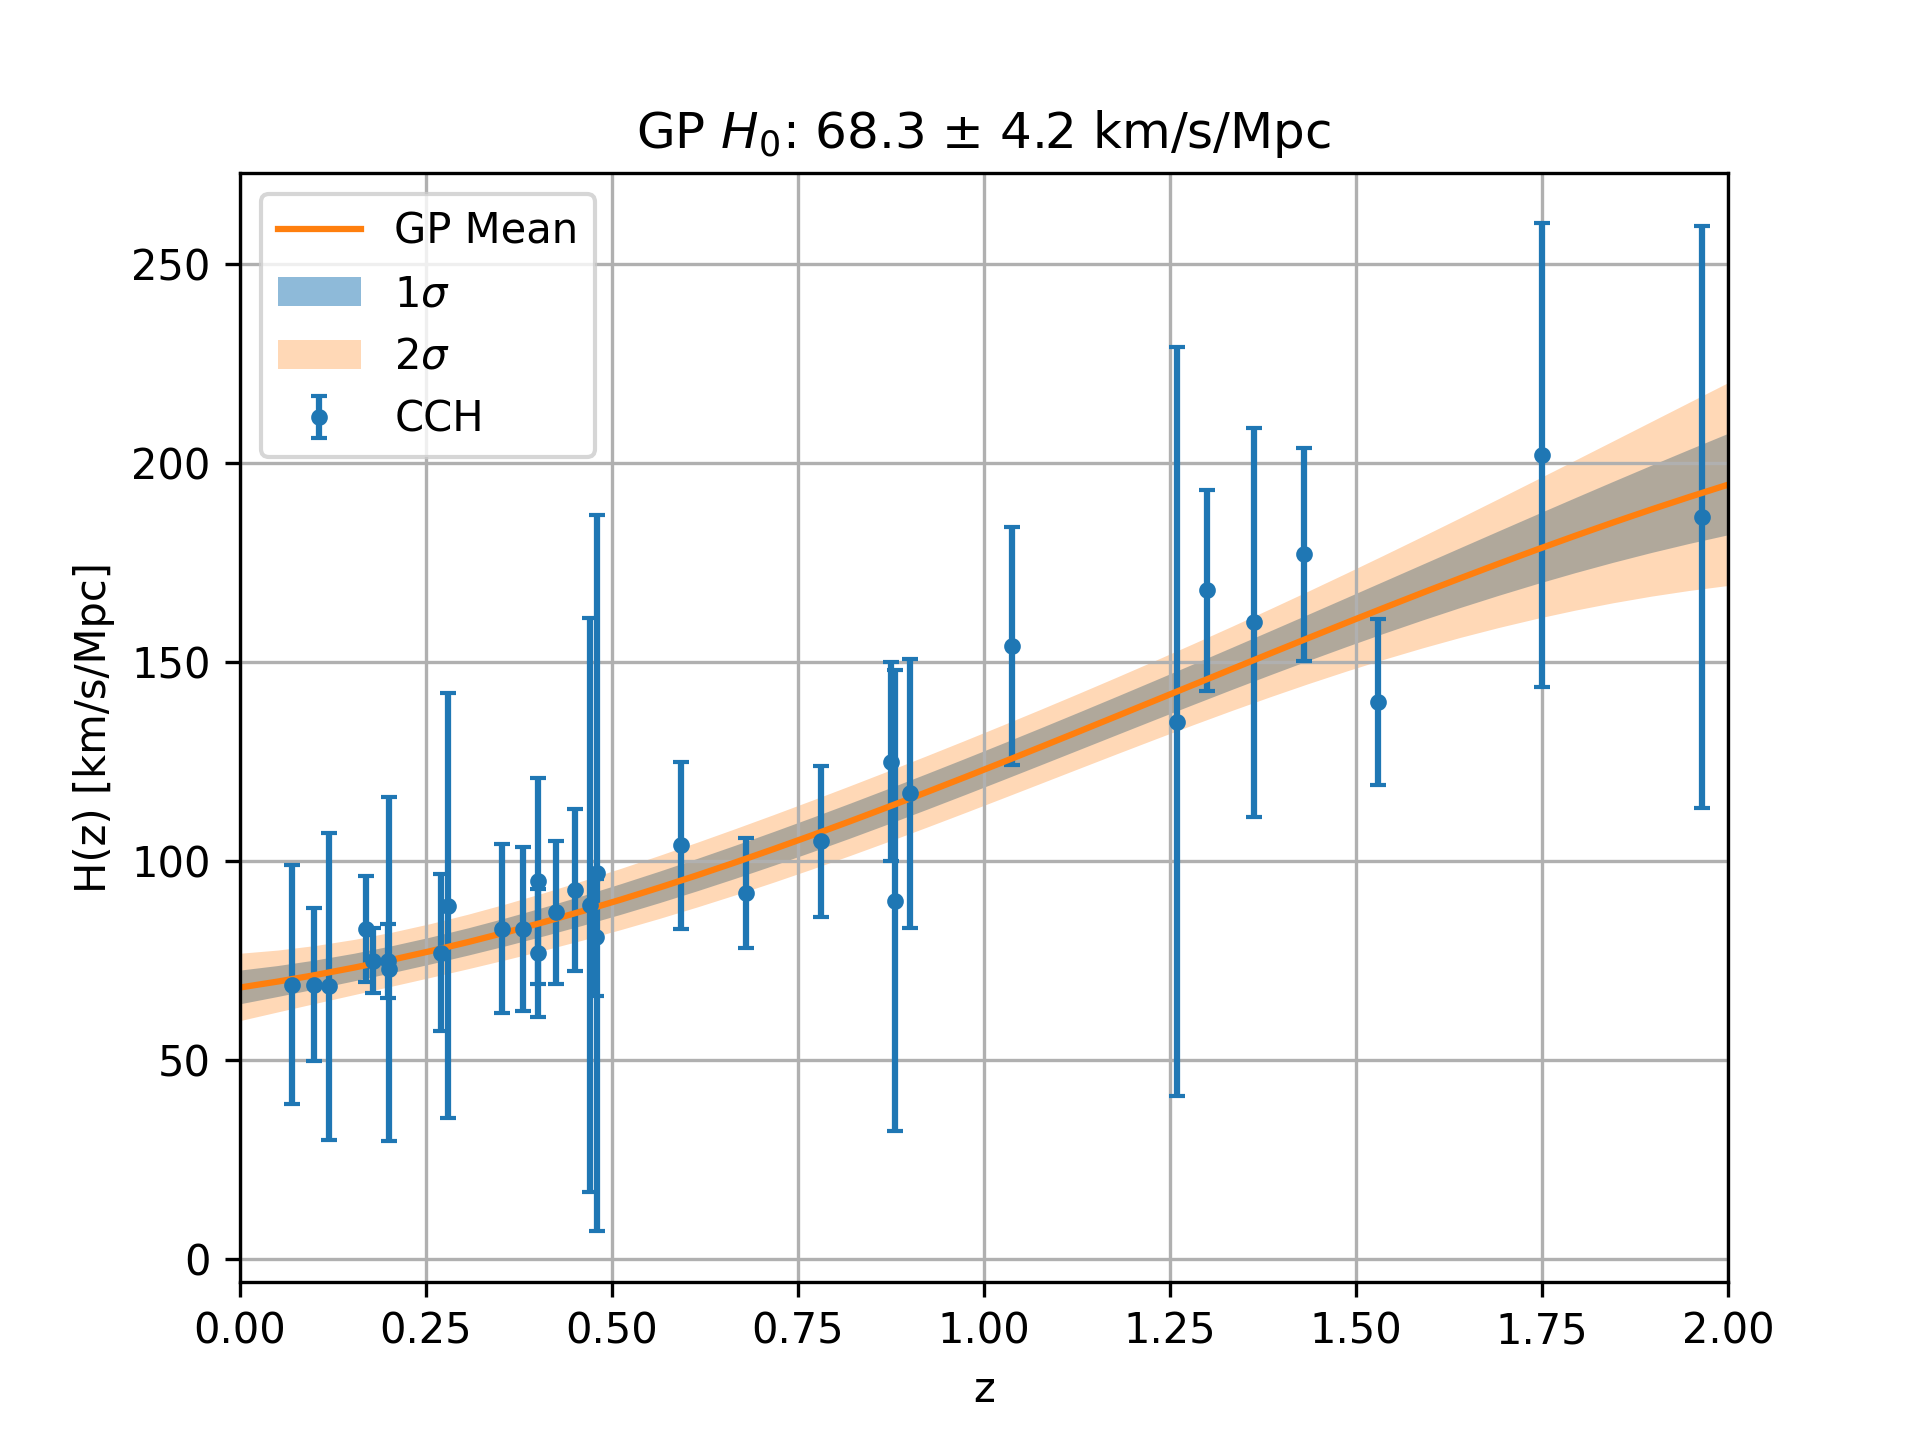 GP H₀: 68.3 ± 4.2 km/s/Mpc
GP Mean
1σ
2σ
CCH
H(z) [km/s/Mpc]
250
200
150
100
50
0
0.00 0.25 0.50 0.75 1.00 1.25 1.50 1.75 2.00
z